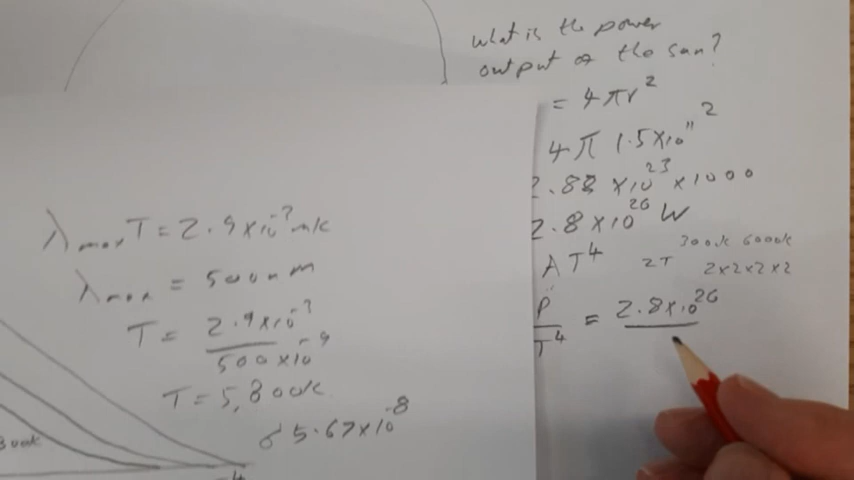 what is the power
output of the sun?
= 4πr²
4π 1.5×10¹¹ ²
2.88 ×10²³ ×1000
2.8×10²⁶ W
AT⁴ 2T 300K 6000K
2×2×2×2
P/T⁴ = 2.8×10²⁶
λmax T = 2.9×10⁻³ mK
λmax = 500nm
T = 2.9×10⁻³ / 500×10⁻⁹
T = 5,800K
σ 5.67×10⁻⁸
300K